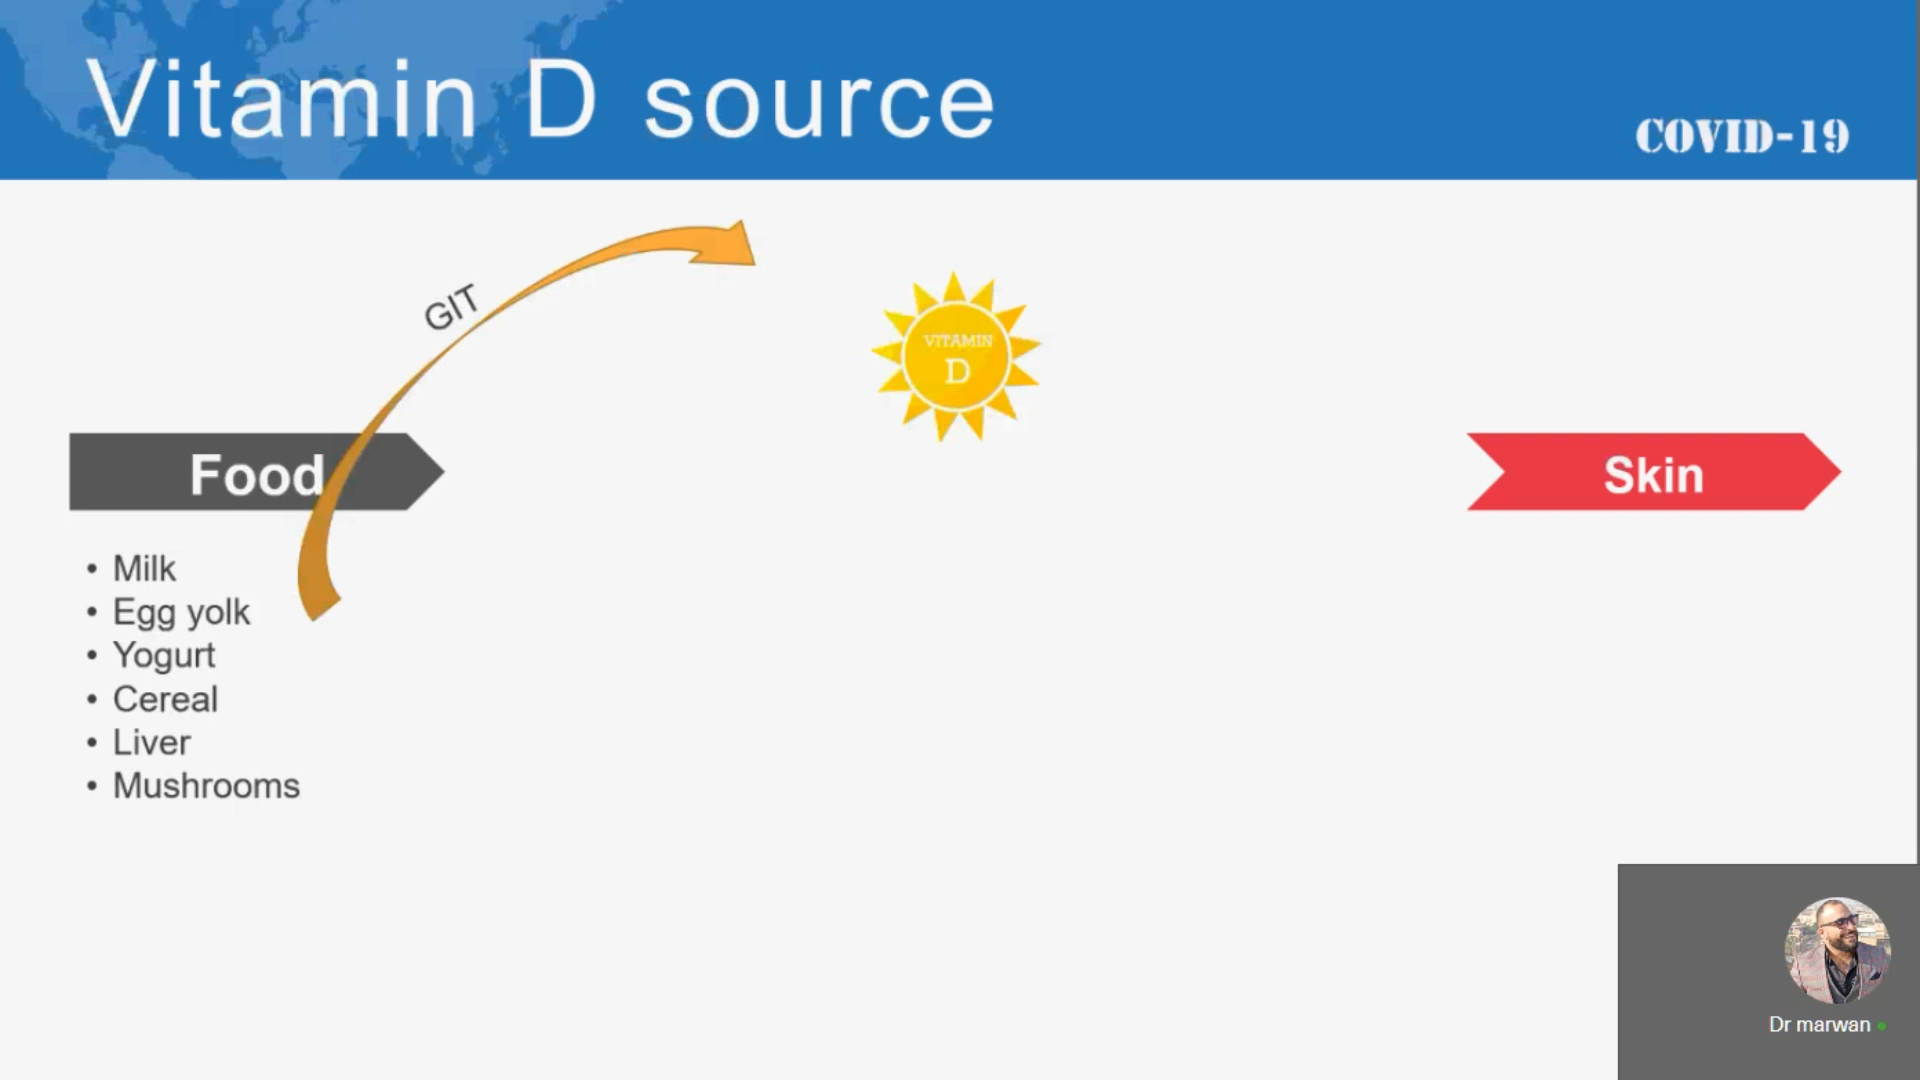 Vitamin D source
COVID-19
GIT
VITAMIN
D
Food
Skin
• Milk
• Egg yolk
• Yogurt
• Cereal
• Liver
• Mushrooms
Dr marwan